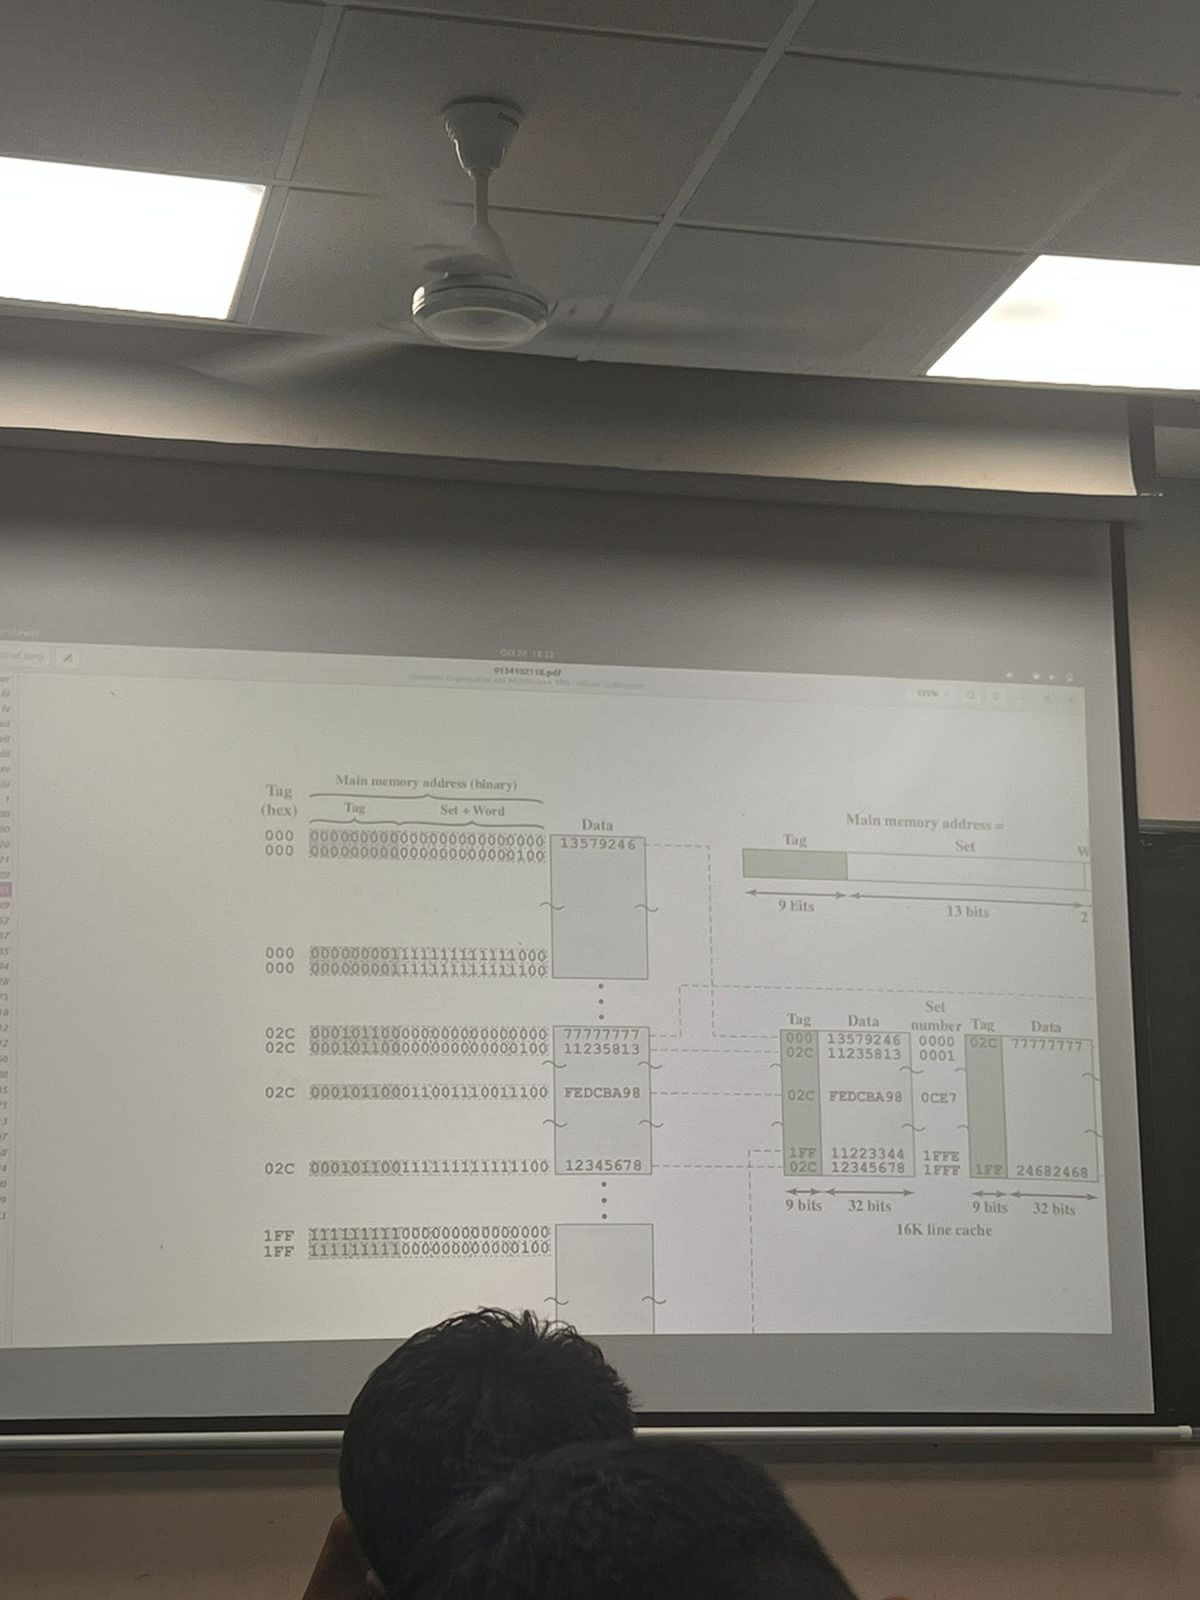 0134102118.pdf
Main memory address (binary)
Tag
(hex)
Tag Set + Word
Data
000 000000000000000000000000 13579246
000 000000000000000000000100
000 000000001111111111111000
000 000000001111111111111100
02C 000101100000000000000000 77777777
02C 000101100000000000000100 11235813
02C 000101100011001110011100 FEDCBA98
02C 000101100111111111111100 12345678
1FF 111111111000000000000000
1FF 111111111000000000000100
Main memory address =
Tag Set
9 bits 13 bits 2
Set
Tag Data number Tag Data
000 13579246 0000 02C 77777777
02C 11235813 0001
02C FEDCBA98 0CE7
1FF 11223344 1FFE
02C 12345678 1FFF 1FF 24682468
9 bits 32 bits 9 bits 32 bits
16K line cache